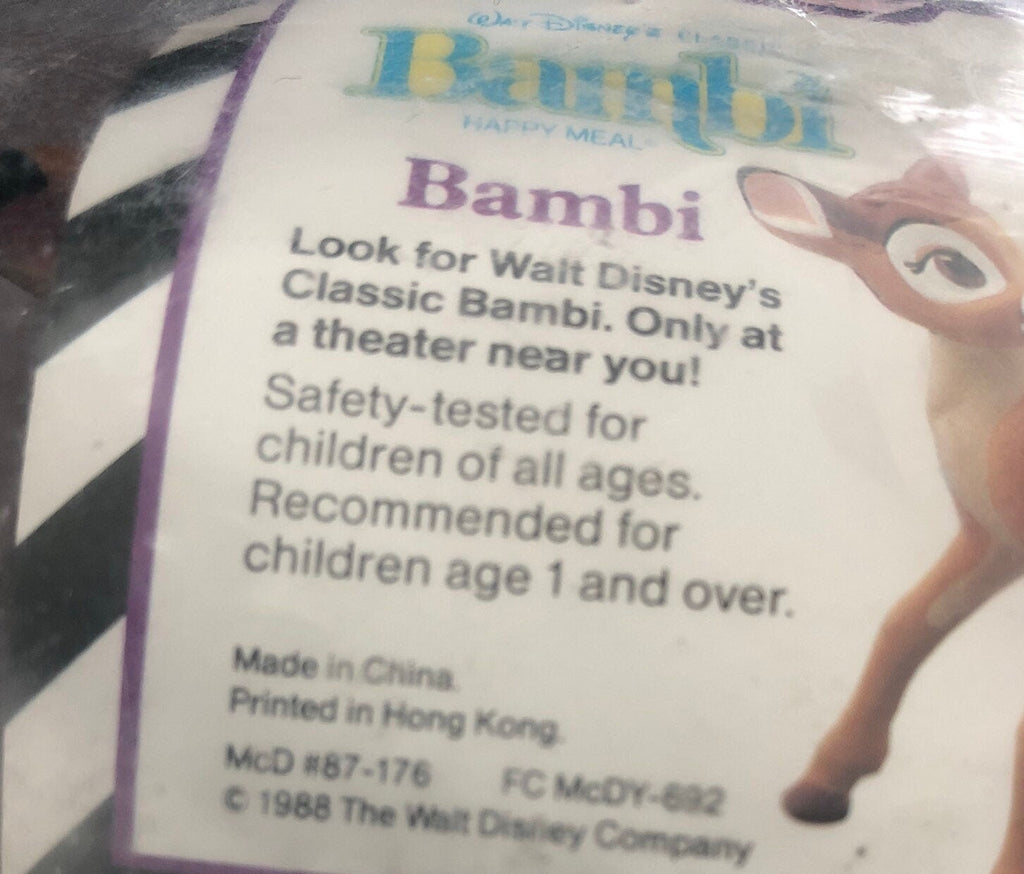 Walt Disney's CLASSIC
Bambi
HAPPY MEAL
Bambi
Look for Walt Disney's
Classic Bambi. Only at
a theater near you!
Safety-tested for
children of all ages.
Recommended for
children age 1 and over.
Made in China.
Printed in Hong Kong.
McD #87-176 FC McDY-692
© 1988 The Walt Disney Company